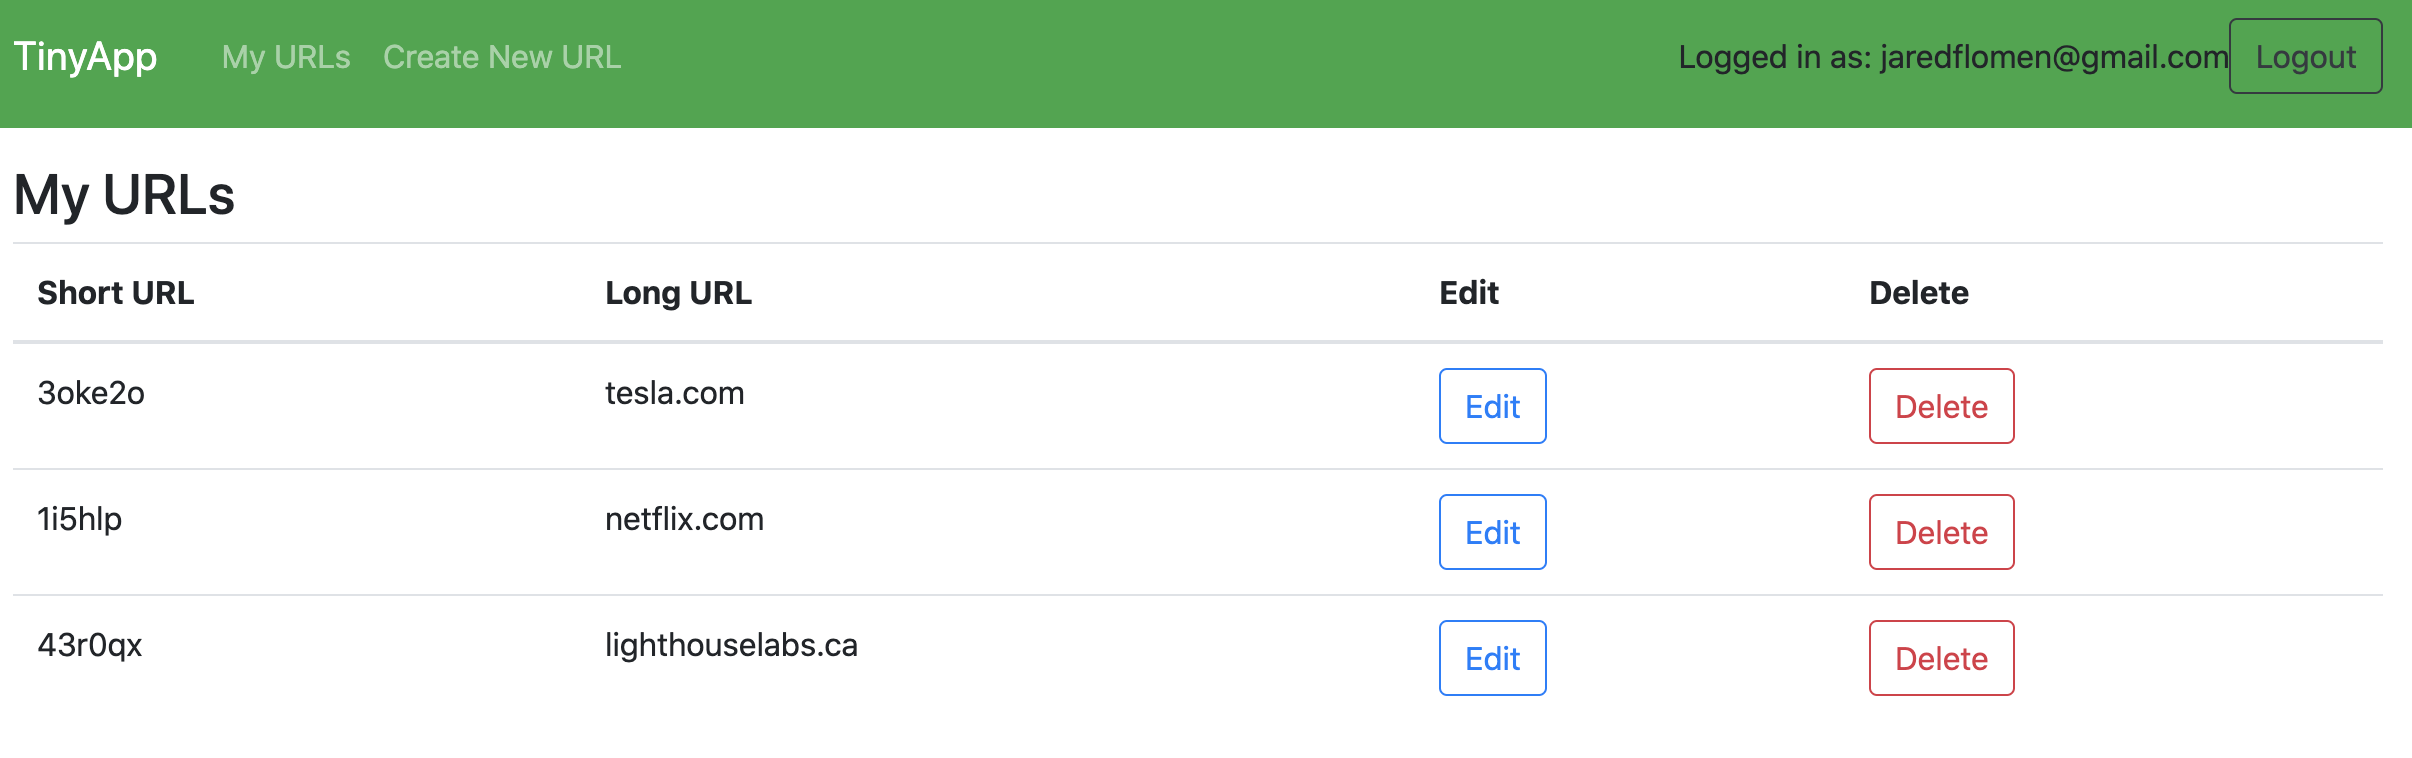 TinyApp My URLs Create New URL Logged in as: jaredflomen@gmail.com Logout
My URLs
Short URL Long URL Edit Delete
3oke2o tesla.com Edit Delete
1i5hlp netflix.com Edit Delete
43r0qx lighthouselabs.ca Edit Delete